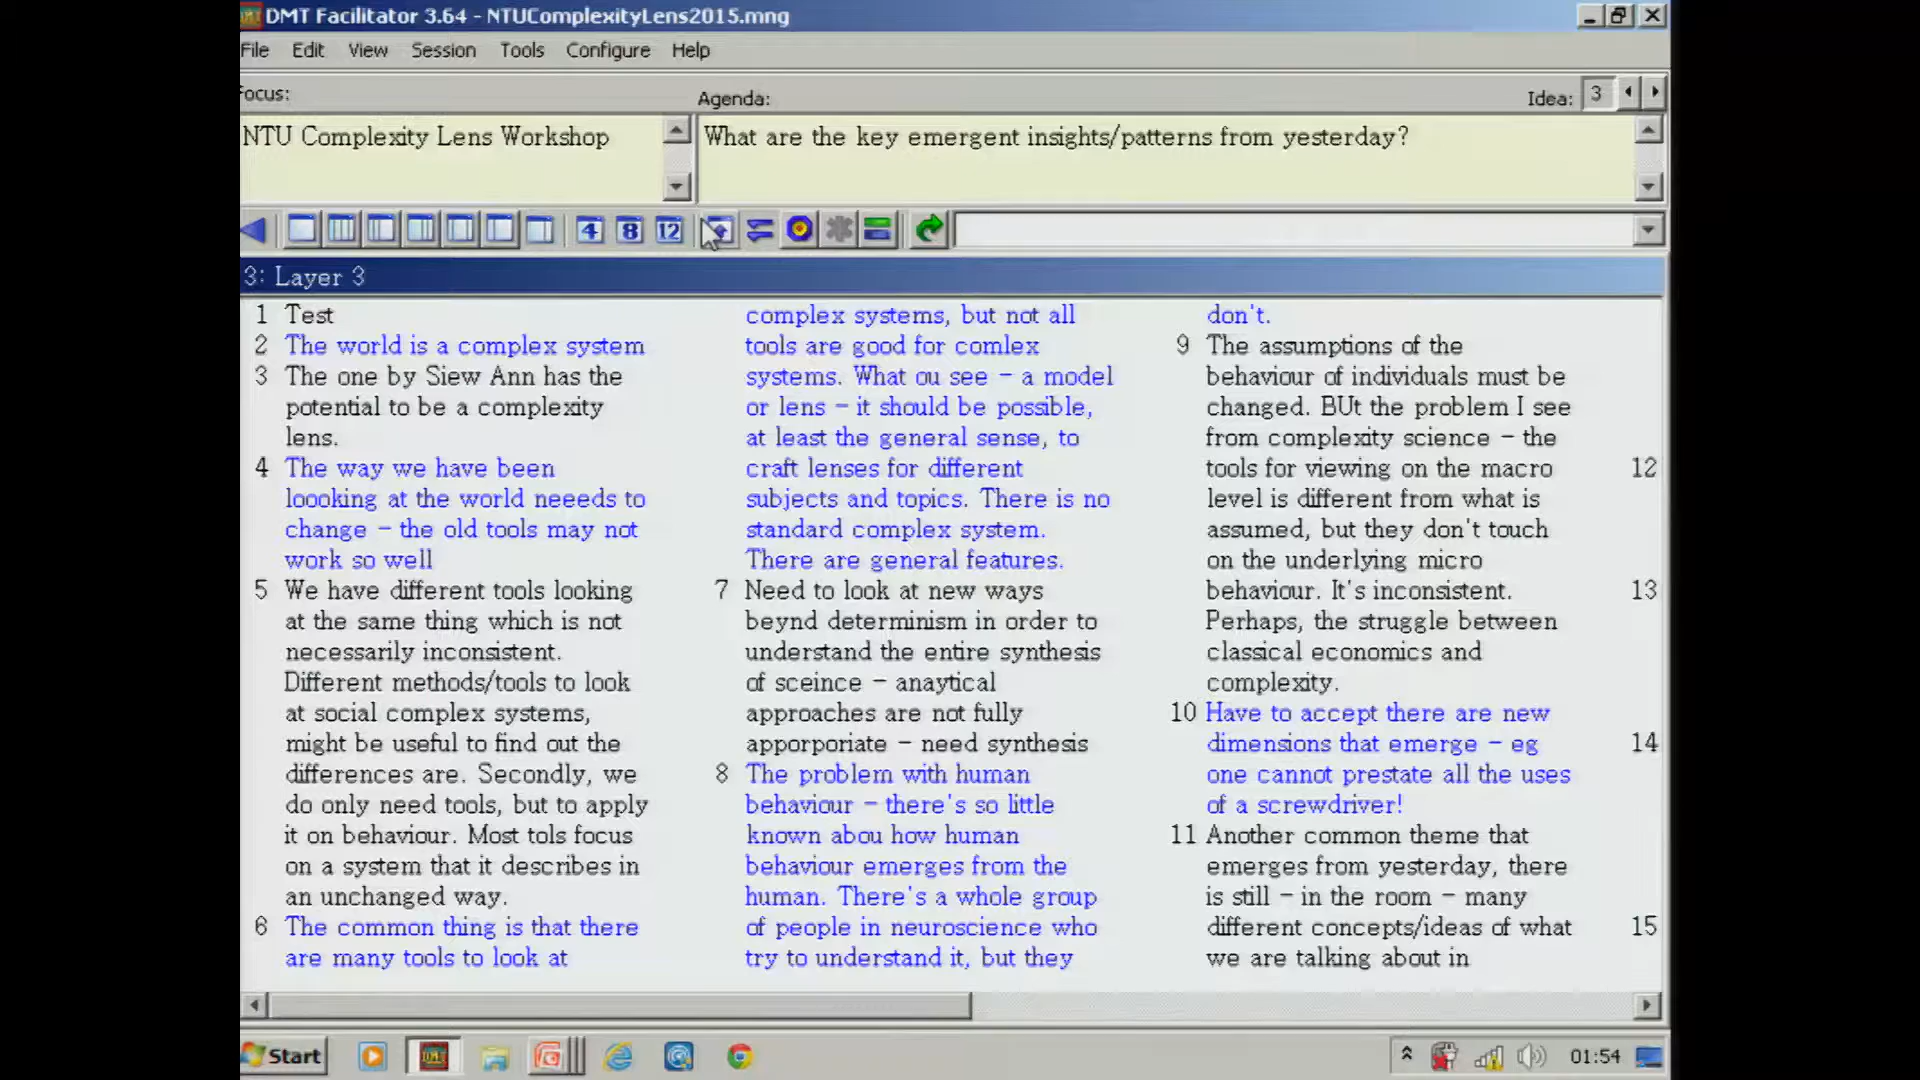 DMT Facilitator 3.64 - NTUComplexityLens2015.mng
File Edit View Session Tools Configure Help
Focus:
Agenda:
Idea: 3
NTU Complexity Lens Workshop
What are the key emergent insights/patterns from yesterday?
4 8 12
3: Layer 3
1 Test
2 The world is a complex system
3 The one by Siew Ann has the
potential to be a complexity
lens.
4 The way we have been
loooking at the world neeeds to
change - the old tools may not
work so well
5 We have different tools looking
at the same thing which is not
necessarily inconsistent.
Different methods/tools to look
at social complex systems,
might be useful to find out the
differences are. Secondly, we
do only need tools, but to apply
it on behaviour. Most tols focus
on a system that it describes in
an unchanged way.
6 The common thing is that there
are many tools to look at
complex systems, but not all
tools are good for comlex
systems. What ou see - a model
or lens - it should be possible,
at least the general sense, to
craft lenses for different
subjects and topics. There is no
standard complex system.
There are general features.
7 Need to look at new ways
beynd determinism in order to
understand the entire synthesis
of sceince - anaytical
approaches are not fully
apporporiate - need synthesis
8 The problem with human
behaviour - there's so little
known abou how human
behaviour emerges from the
human. There's a whole group
of people in neuroscience who
try to understand it, but they
don't.
9 The assumptions of the
behaviour of individuals must be
changed. BUt the problem I see
from complexity science - the
tools for viewing on the macro
level is different from what is
assumed, but they don't touch
on the underlying micro
behaviour. It's inconsistent.
Perhaps, the struggle between
classical economics and
complexity.
10 Have to accept there are new
dimensions that emerge - eg
one cannot prestate all the uses
of a screwdriver!
11 Another common theme that
emerges from yesterday, there
is still - in the room - many
different concepts/ideas of what
we are talking about in
12
13
14
15
Start
01:54